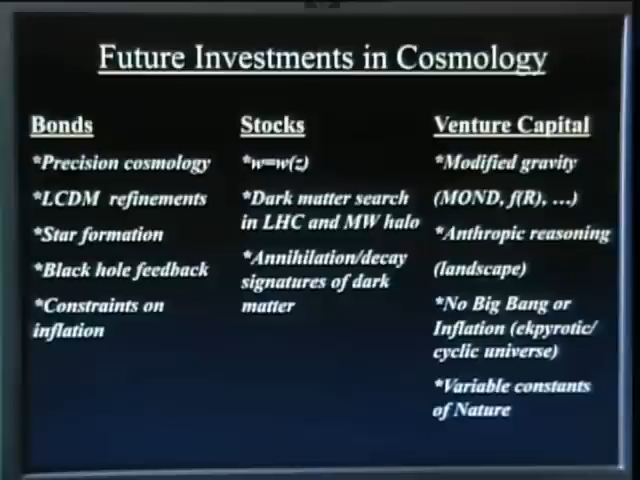 Future Investments in Cosmology
Bonds
*Precision cosmology
*LCDM refinements
*Star formation
*Black hole feedback
*Constraints on
inflation
Stocks
*w=w(z)
*Dark matter search
in LHC and MW halo
*Annihilation/decay
signatures of dark
matter
Venture Capital
*Modified gravity
(MOND, f(R), ...)
*Anthropic reasoning
(landscape)
*No Big Bang or
Inflation (ekpyrotic/
cyclic universe)
*Variable constants
of Nature